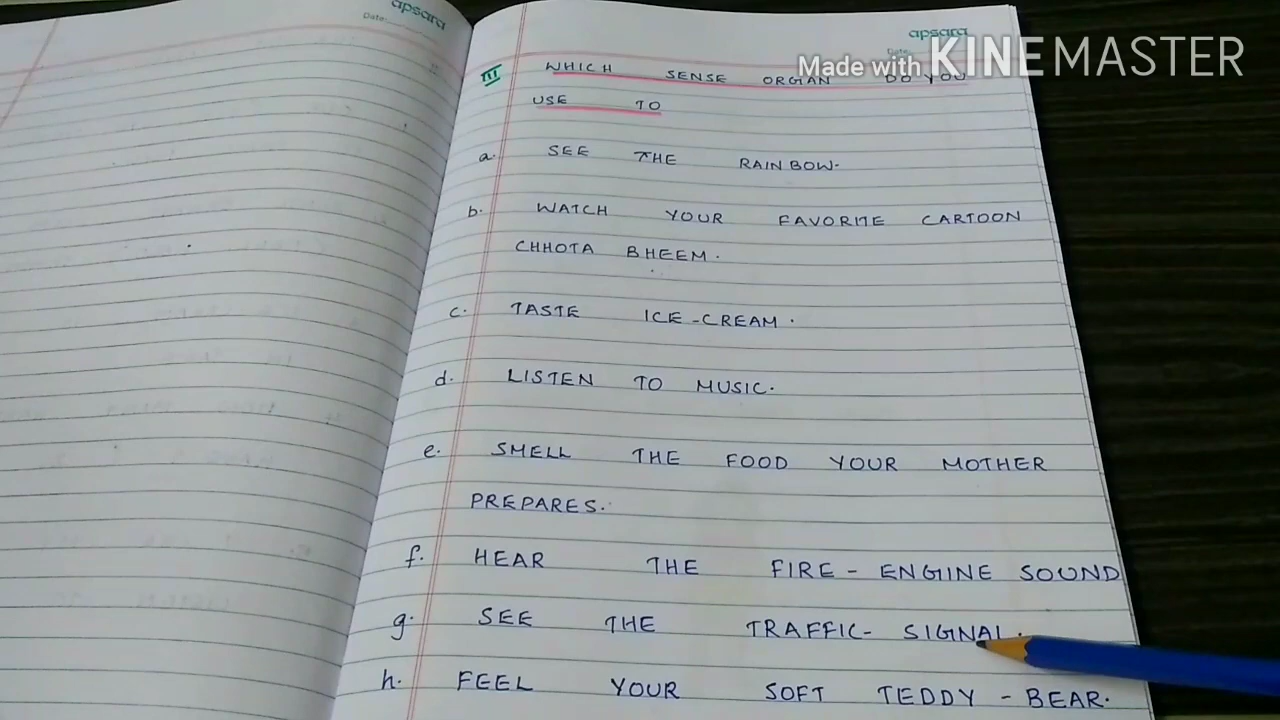 apsara
Date:
apsara
Date:
Made with KINEMASTER
III WHICH SENSE ORGAN DO YOU
USE TO
a. SEE THE RAINBOW.
b. WATCH YOUR FAVORITE CARTOON
CHHOTA BHEEM.
c. TASTE ICE-CREAM.
d. LISTEN TO MUSIC.
e. SMELL THE FOOD YOUR MOTHER
PREPARES.
f. HEAR THE FIRE-ENGINE SOUND
g. SEE THE TRAFFIC-SIGNAL.
h. FEEL YOUR SOFT TEDDY-BEAR.